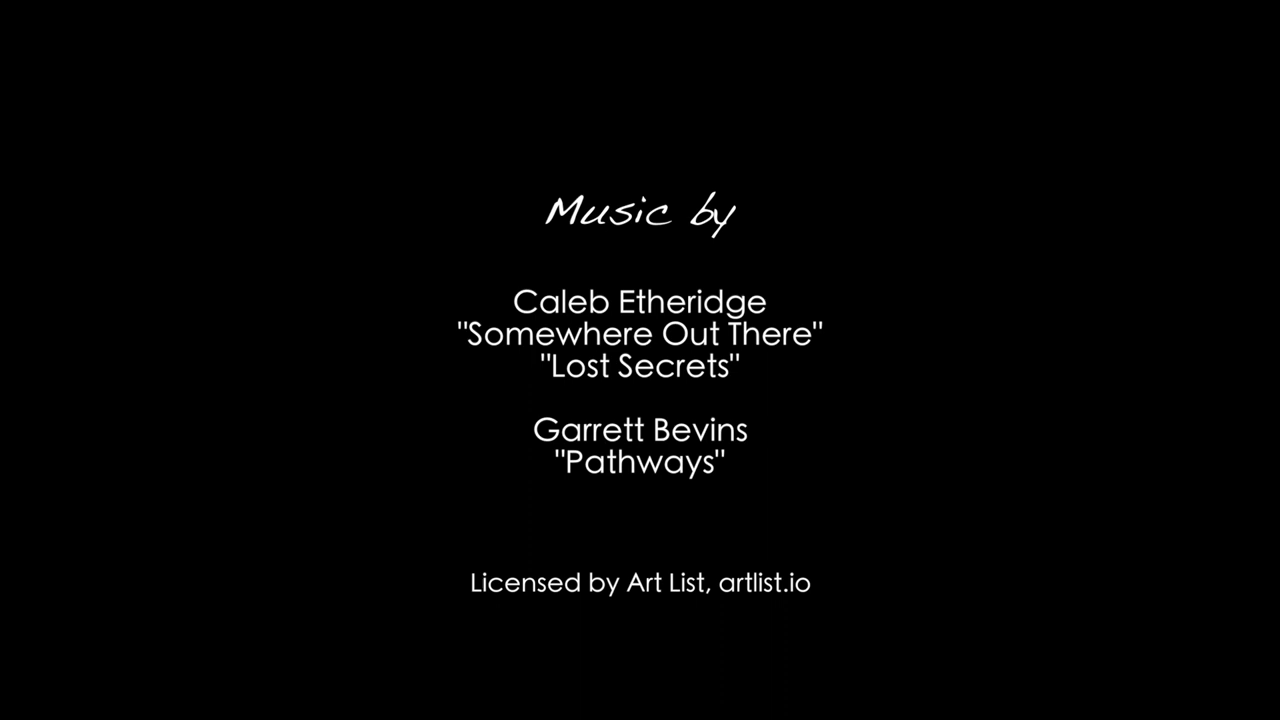 Music by
Caleb Etheridge
"Somewhere Out There"
"Lost Secrets"
Garrett Bevins
"Pathways"
Licensed by Art List, artlist.io